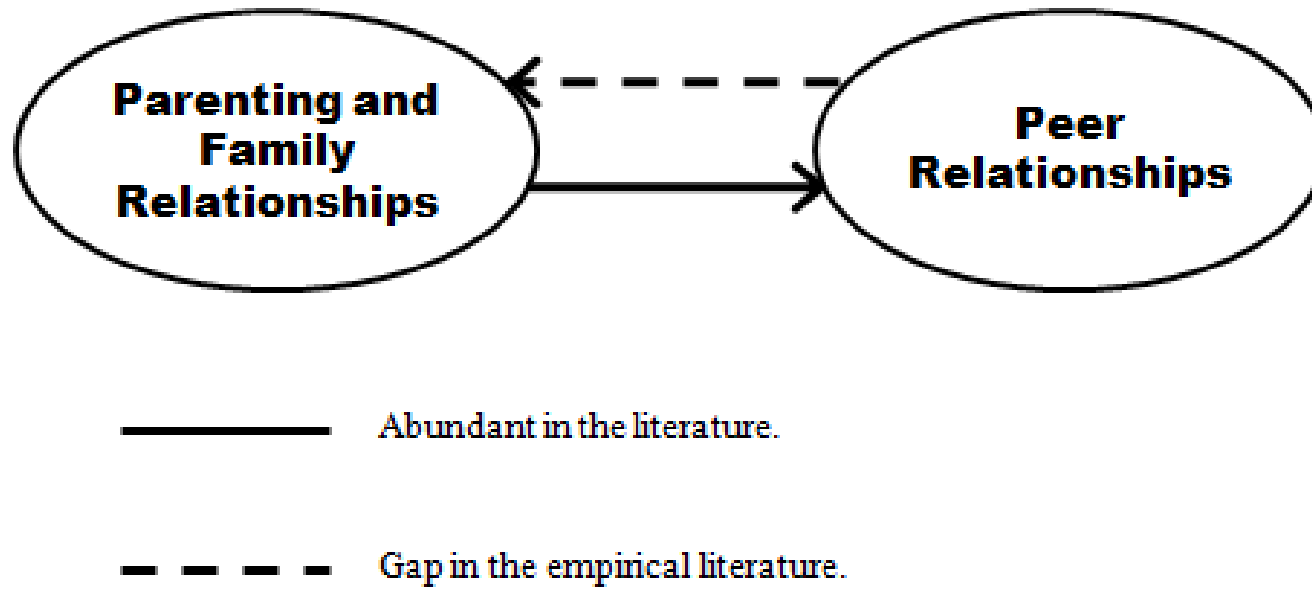 Parenting and
Family
Relationships
Peer
Relationships
Abundant in the literature.
Gap in the empirical literature.